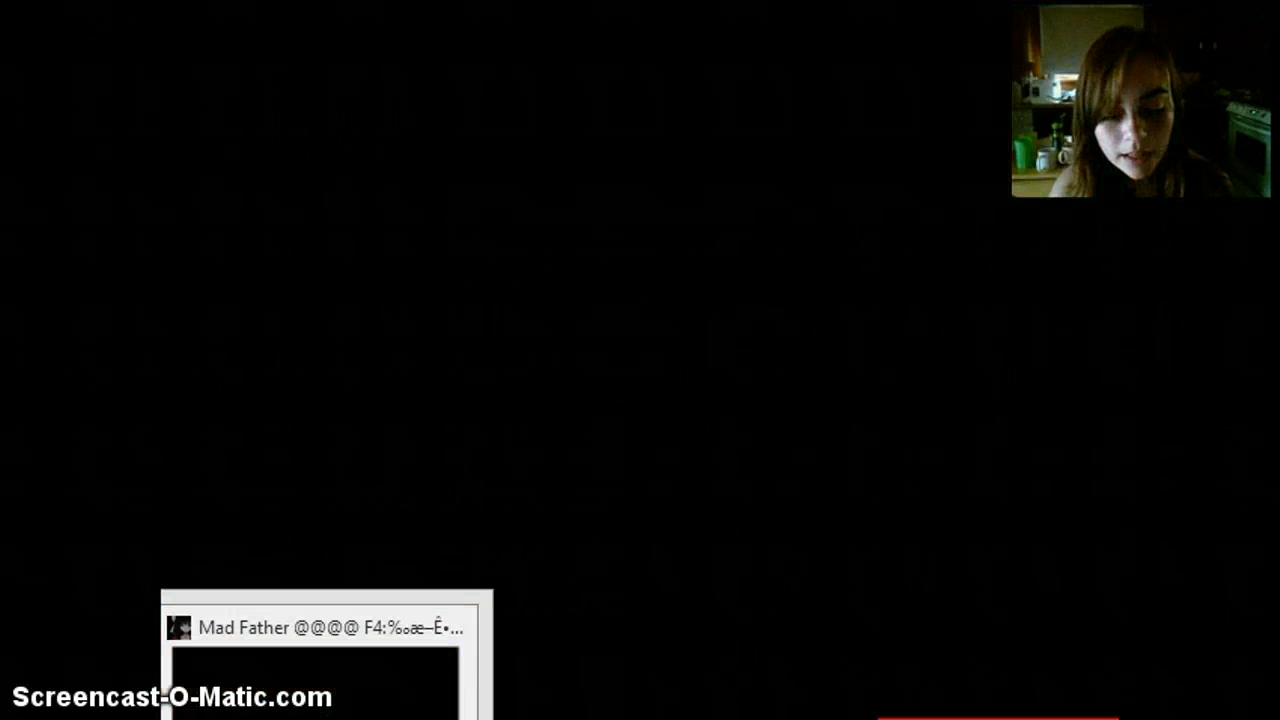 Mad Father @@@@ F4:‰æ–Ê•...
Screencast-O-Matic.com